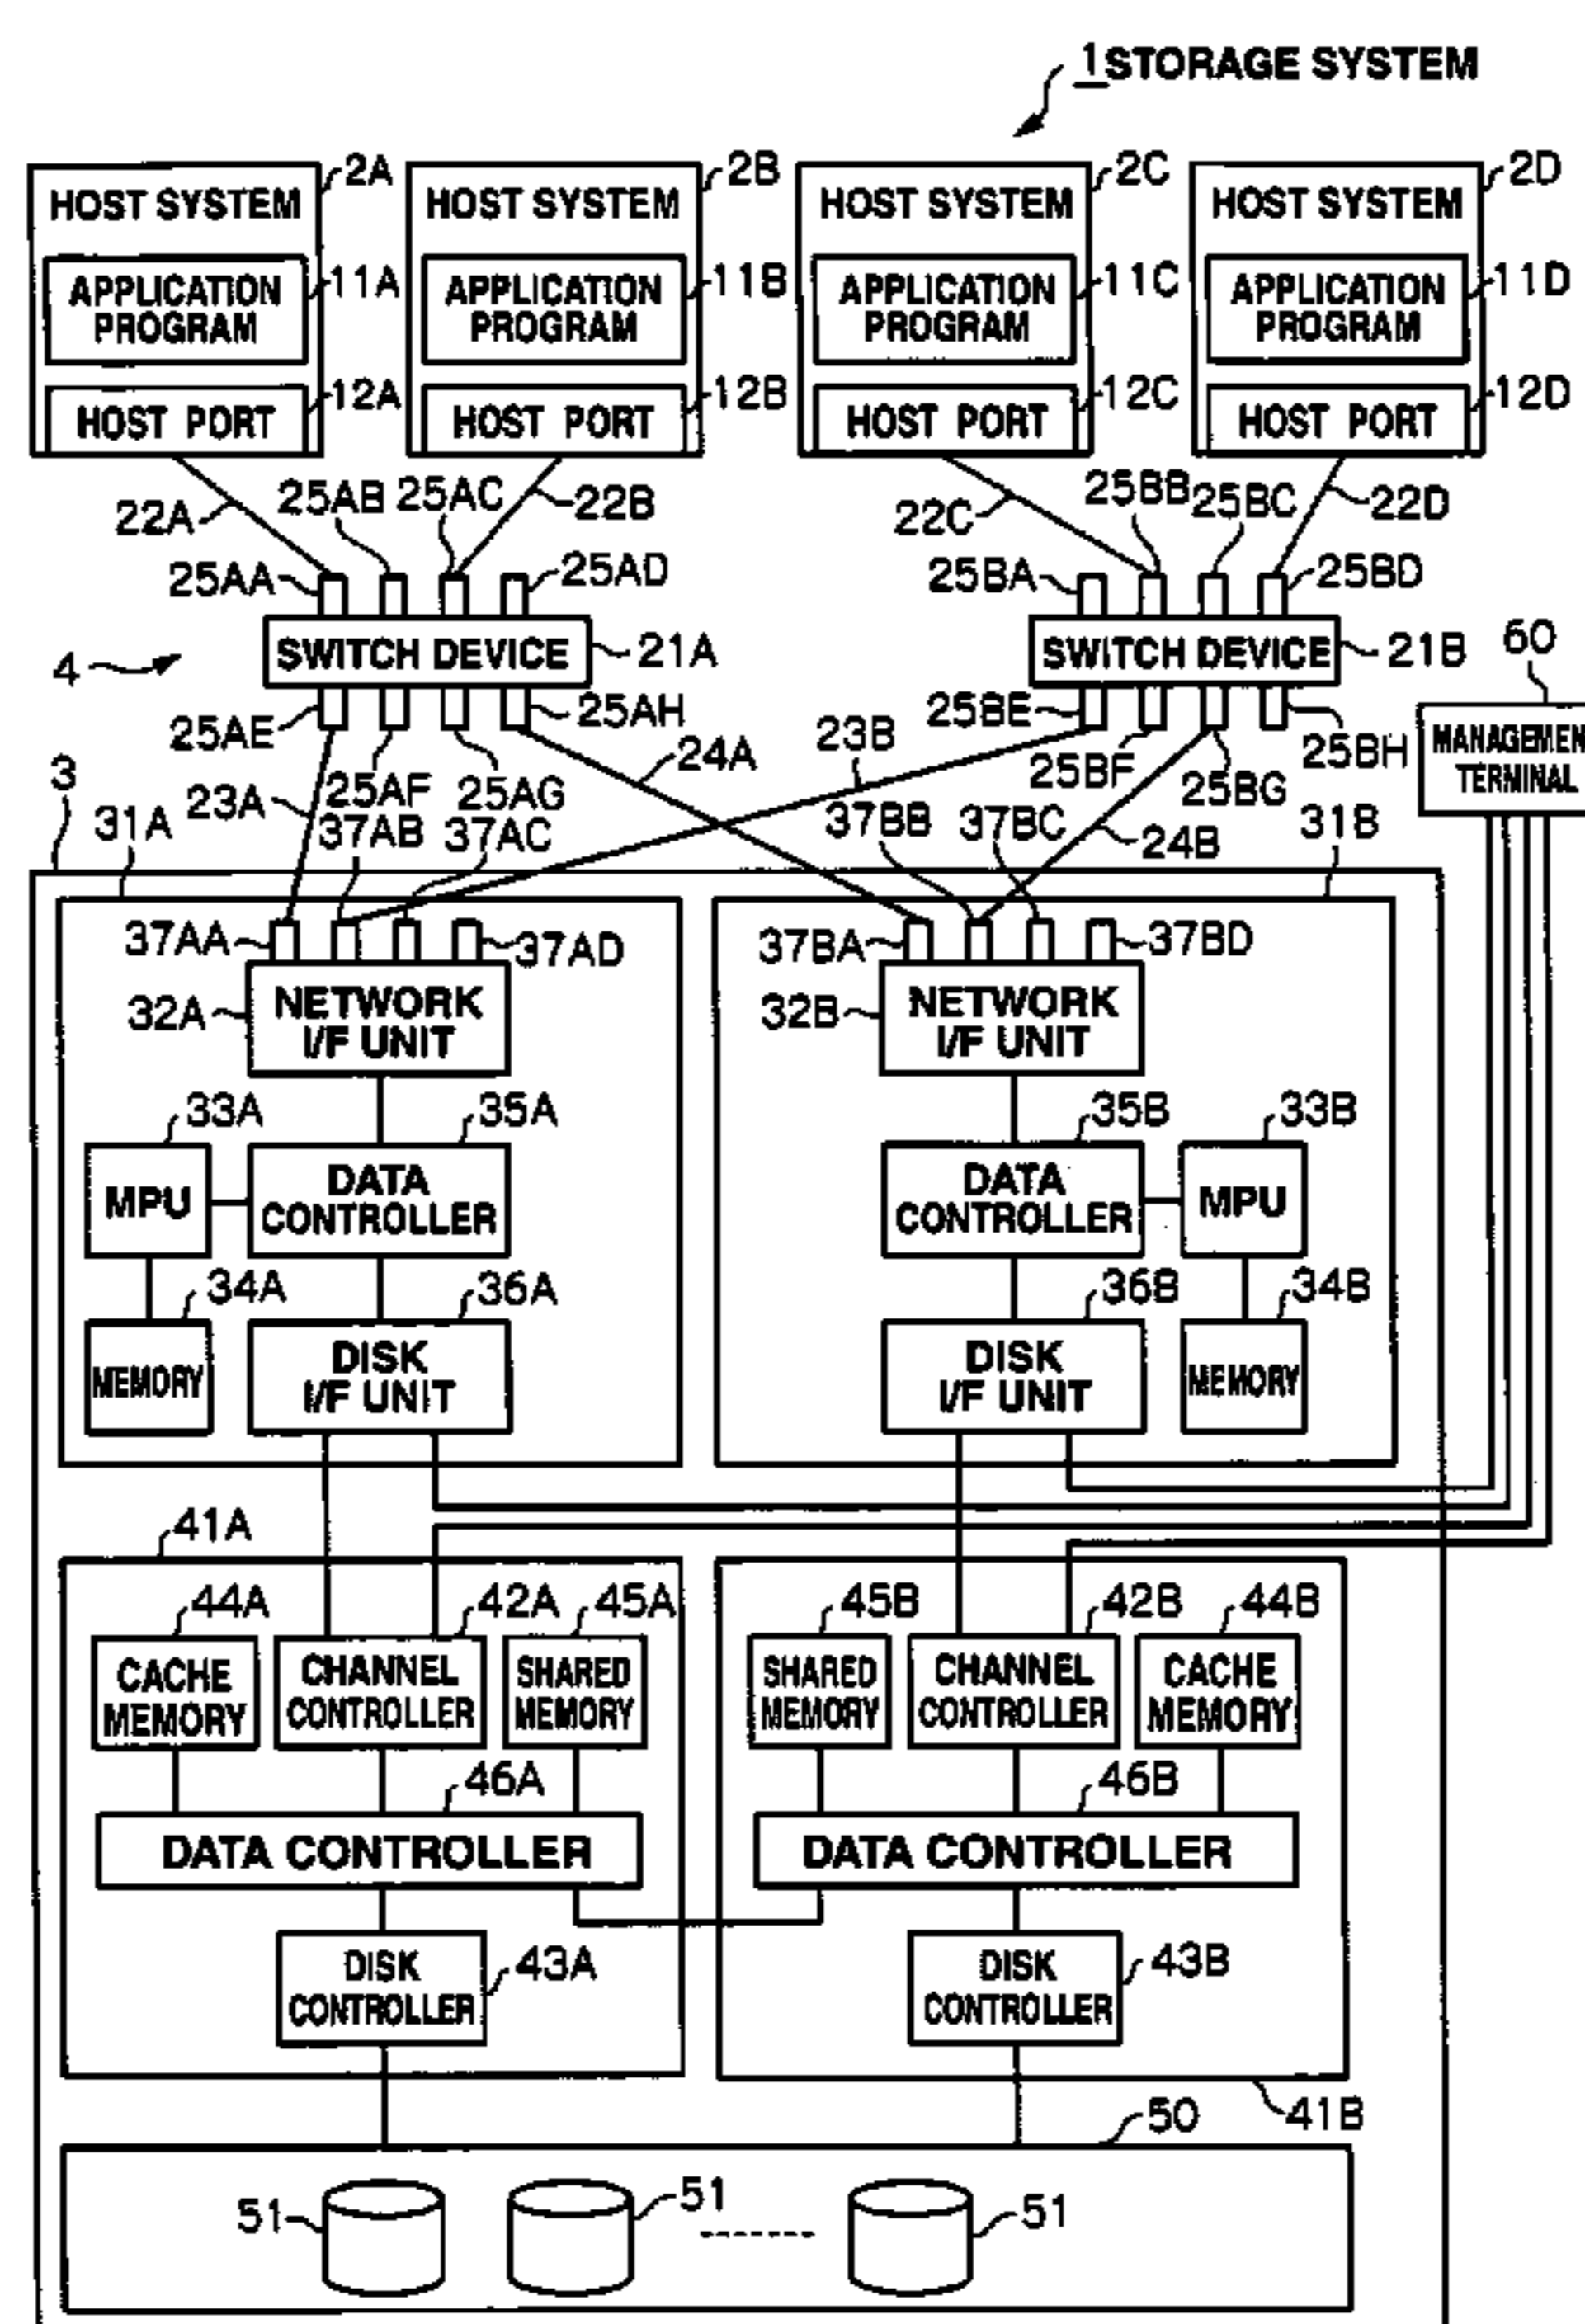 1 STORAGE SYSTEM
2A 2B 2C 2D
HOST SYSTEM HOST SYSTEM HOST SYSTEM HOST SYSTEM
11A 11B 11C 11D
APPLICATION APPLICATION APPLICATION APPLICATION
PROGRAM PROGRAM PROGRAM PROGRAM
12A 12B 12C 12D
HOST PORT HOST PORT HOST PORT HOST PORT
22A 25AB 25AC 22B 22C 25BB 25BC 22D
25AA 25AD 25BA 25BD
4 SWITCH DEVICE 21A SWITCH DEVICE 21B 60
25AE 25AH 25BE 25BH
24A 23B 25BF 25BG
MANAGEMEN
TERMINAL
3 23A 25AF 25AG
31A 37AB 37AC 37BB 37BC 24B 31B
37AA 37AD 37BA 37BD
32A NETWORK 32B NETWORK
I/F UNIT I/F UNIT
33A 35A 35B 33B
MPU DATA DATA MPU
CONTROLLER CONTROLLER
34A 36A 36B 34B
MEMORY DISK DISK MEMORY
I/F UNIT I/F UNIT
41A
44A 42A 45A 45B 42B 44B
CACHE CHANNEL SHARED SHARED CHANNEL CACHE
MEMORY CONTROLLER MEMORY MEMORY CONTROLLER MEMORY
46A 46B
DATA CONTROLLER DATA CONTROLLER
DISK 43A DISK 43B
CONTROLLER CONTROLLER
50 41B
51 51 51